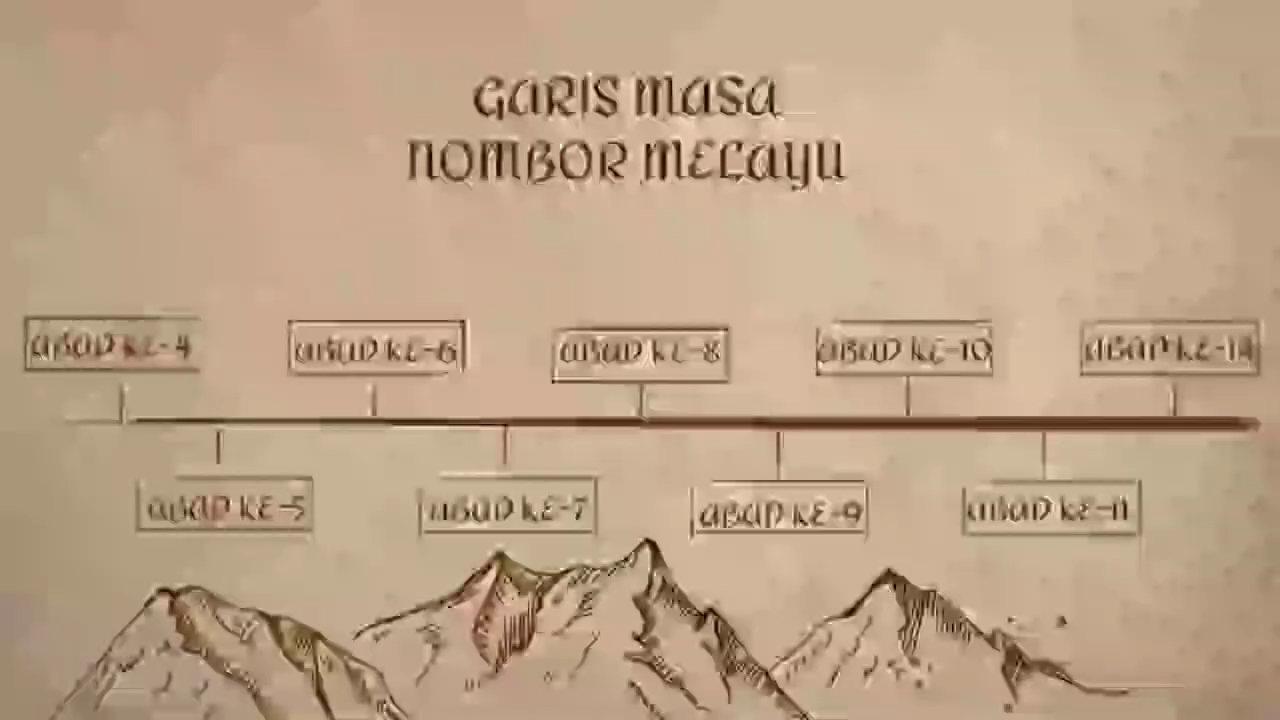 GARIS MASA
NOMBOR MELAYU
ABAD KE-4
ABAD KE-6
ABAD KE-8
ABAD KE-10
ABAD KE-14
ABAD KE-5
ABAD KE-7
ABAD KE-9
ABAD KE-11